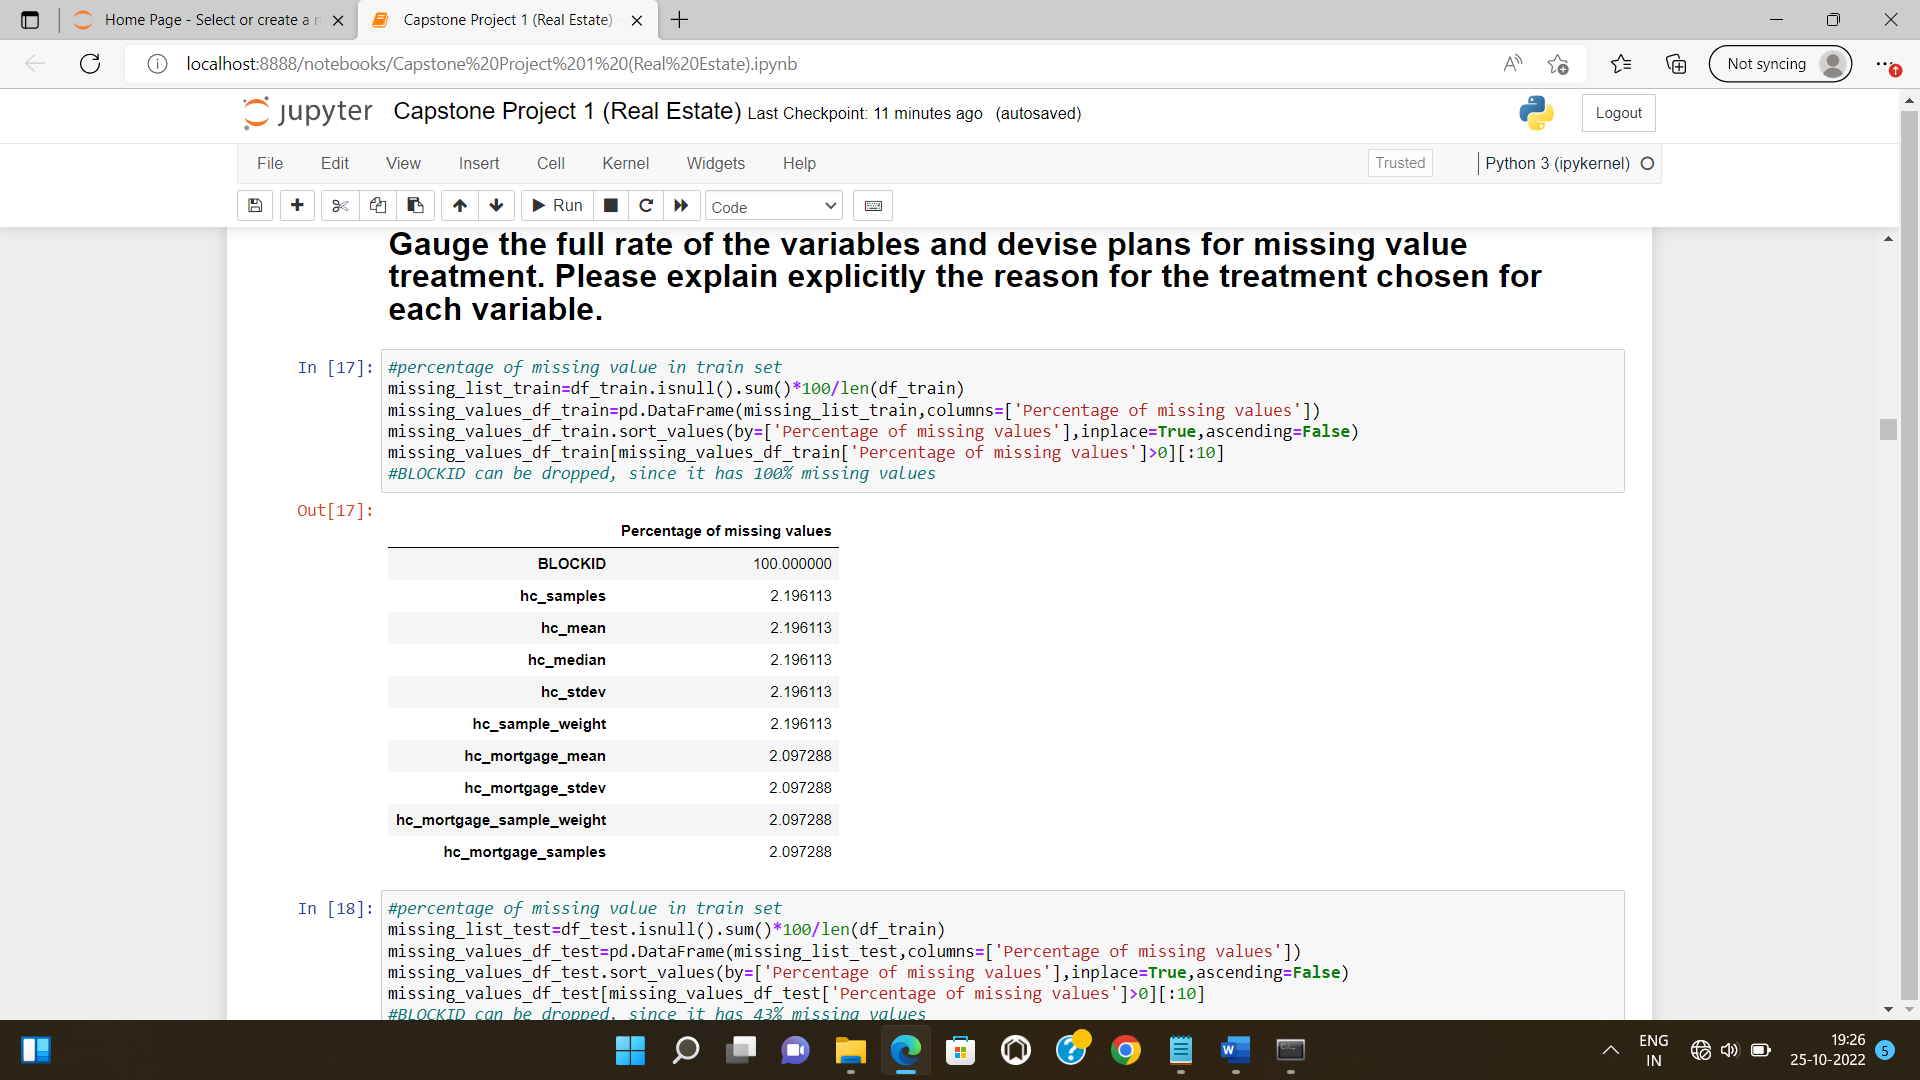 Home Page - Select or create a n
Capstone Project 1 (Real Estate)
localhost:8888/notebooks/Capstone%20Project%201%20(Real%20Estate).ipynb
Not syncing
jupyter Capstone Project 1 (Real Estate) Last Checkpoint: 11 minutes ago (autosaved)
Logout
File Edit View Insert Cell Kernel Widgets Help
Trusted
Python 3 (ipykernel)
Run
Code
Gauge the full rate of the variables and devise plans for missing value
treatment. Please explain explicitly the reason for the treatment chosen for
each variable.
In [17]: #percentage of missing value in train set
missing_list_train=df_train.isnull().sum()*100/len(df_train)
missing_values_df_train=pd.DataFrame(missing_list_train,columns=['Percentage of missing values'])
missing_values_df_train.sort_values(by=['Percentage of missing values'],inplace=True,ascending=False)
missing_values_df_train[missing_values_df_train['Percentage of missing values']>0][:10]
#BLOCKID can be dropped, since it has 100% missing values
Out[17]:
Percentage of missing values
BLOCKID 100.000000
hc_samples 2.196113
hc_mean 2.196113
hc_median 2.196113
hc_stdev 2.196113
hc_sample_weight 2.196113
hc_mortgage_mean 2.097288
hc_mortgage_stdev 2.097288
hc_mortgage_sample_weight 2.097288
hc_mortgage_samples 2.097288
In [18]: #percentage of missing value in train set
missing_list_test=df_test.isnull().sum()*100/len(df_train)
missing_values_df_test=pd.DataFrame(missing_list_test,columns=['Percentage of missing values'])
missing_values_df_test.sort_values(by=['Percentage of missing values'],inplace=True,ascending=False)
missing_values_df_test[missing_values_df_test['Percentage of missing values']>0][:10]
#BLOCKID can be dropped, since it has 43% missing values
ENG
IN
19:26
25-10-2022
5